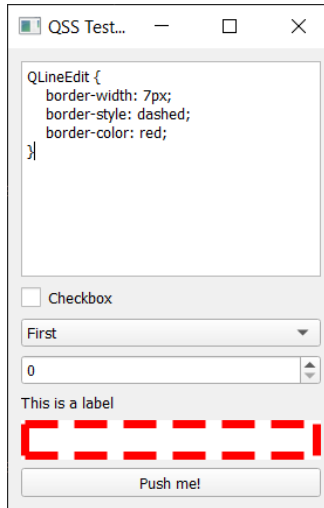 QSS Test...
QLineEdit {
    border-width: 7px;
    border-style: dashed;
    border-color: red;
}
Checkbox
First
0
This is a label
Push me!